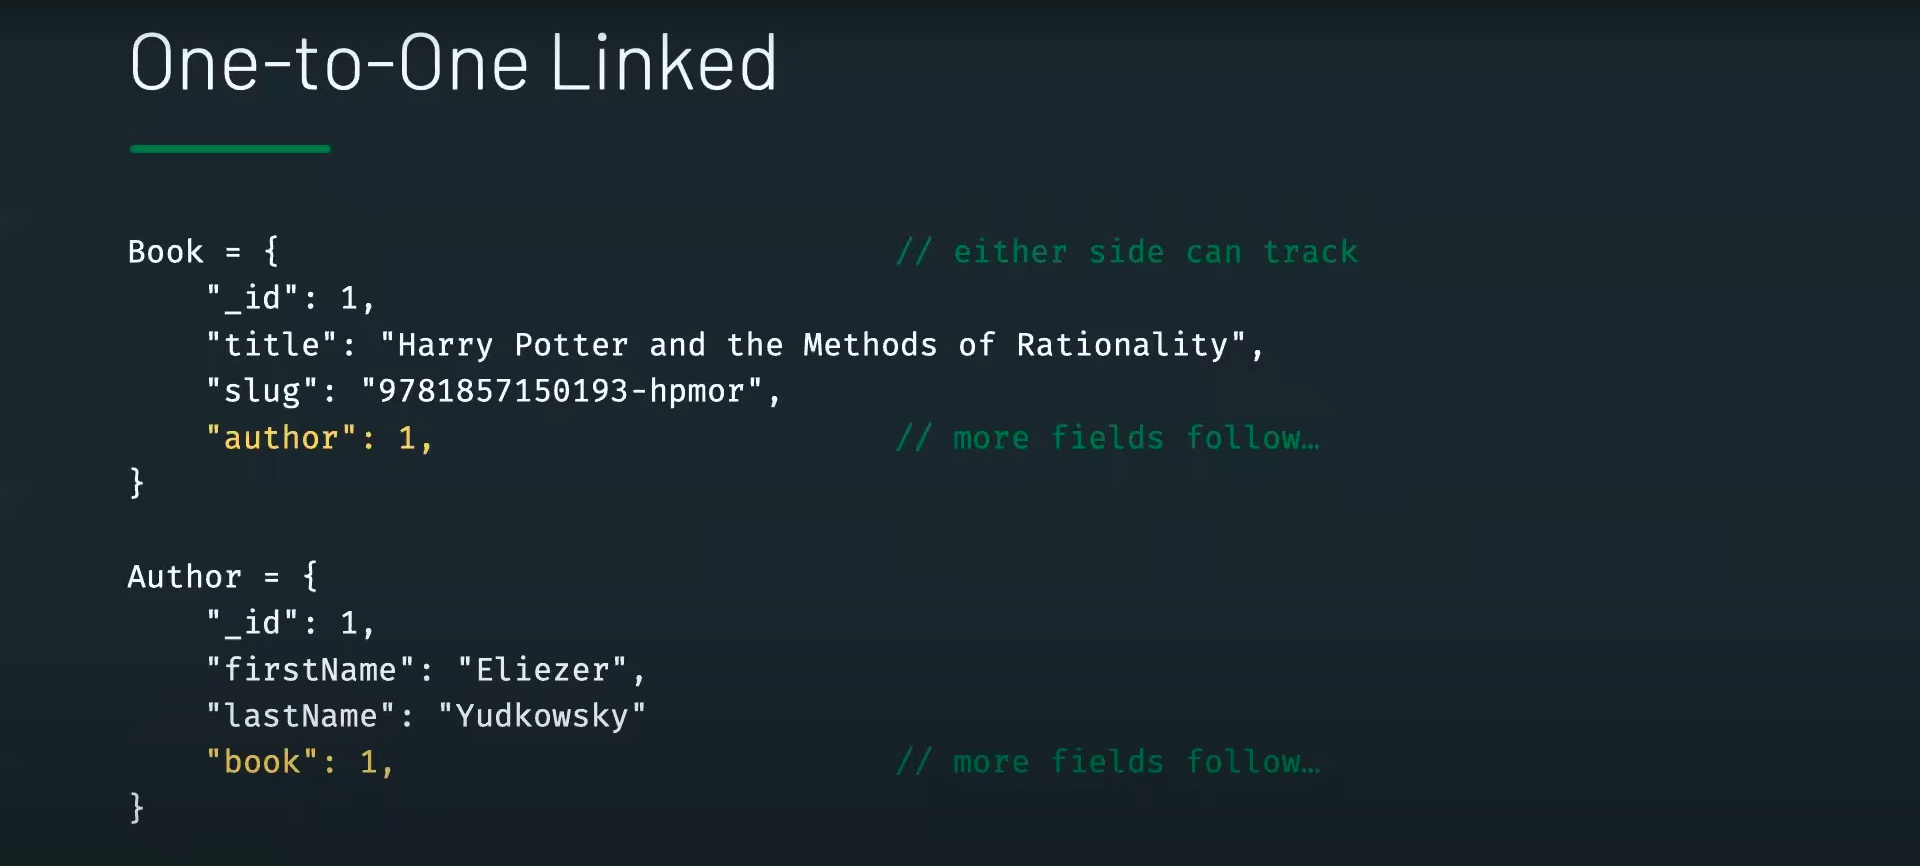 One-to-One Linked
Book = { // either side can track
"_id": 1,
"title": "Harry Potter and the Methods of Rationality",
"slug": "9781857150193-hpmor",
"author": 1, // more fields follow…
}
Author = {
"_id": 1,
"firstName": "Eliezer",
"lastName": "Yudkowsky"
"book": 1, // more fields follow…
}